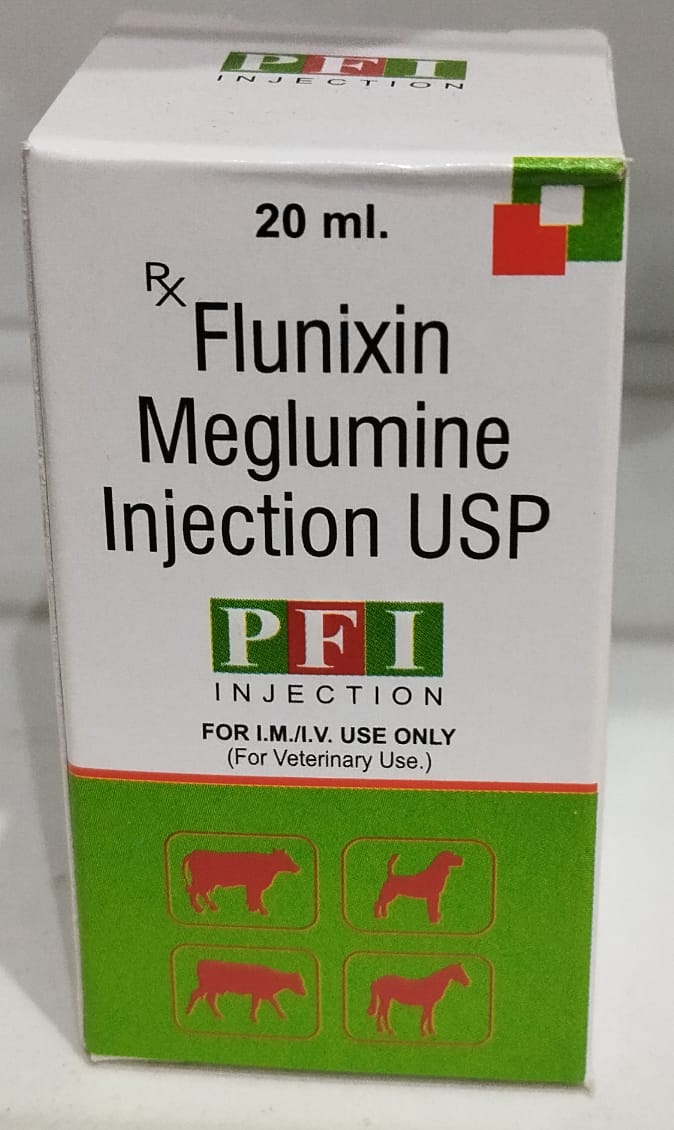 PFI
INJECTION
20 ml.
Rx
Flunixin
Meglumine
Injection USP
PFI
INJECTION
FOR I.M./I.V. USE ONLY
(For Veterinary Use.)